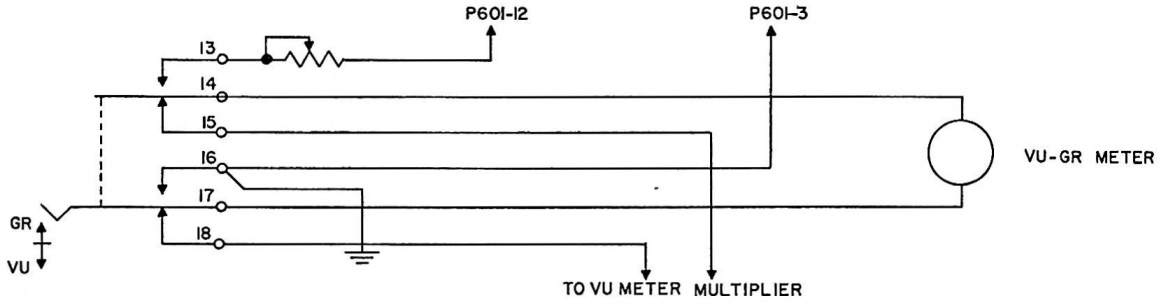 P601-12
P601-3
13
14
15
16
17
18
VU-GR METER
GR
VU
TO VU METER MULTIPLIER